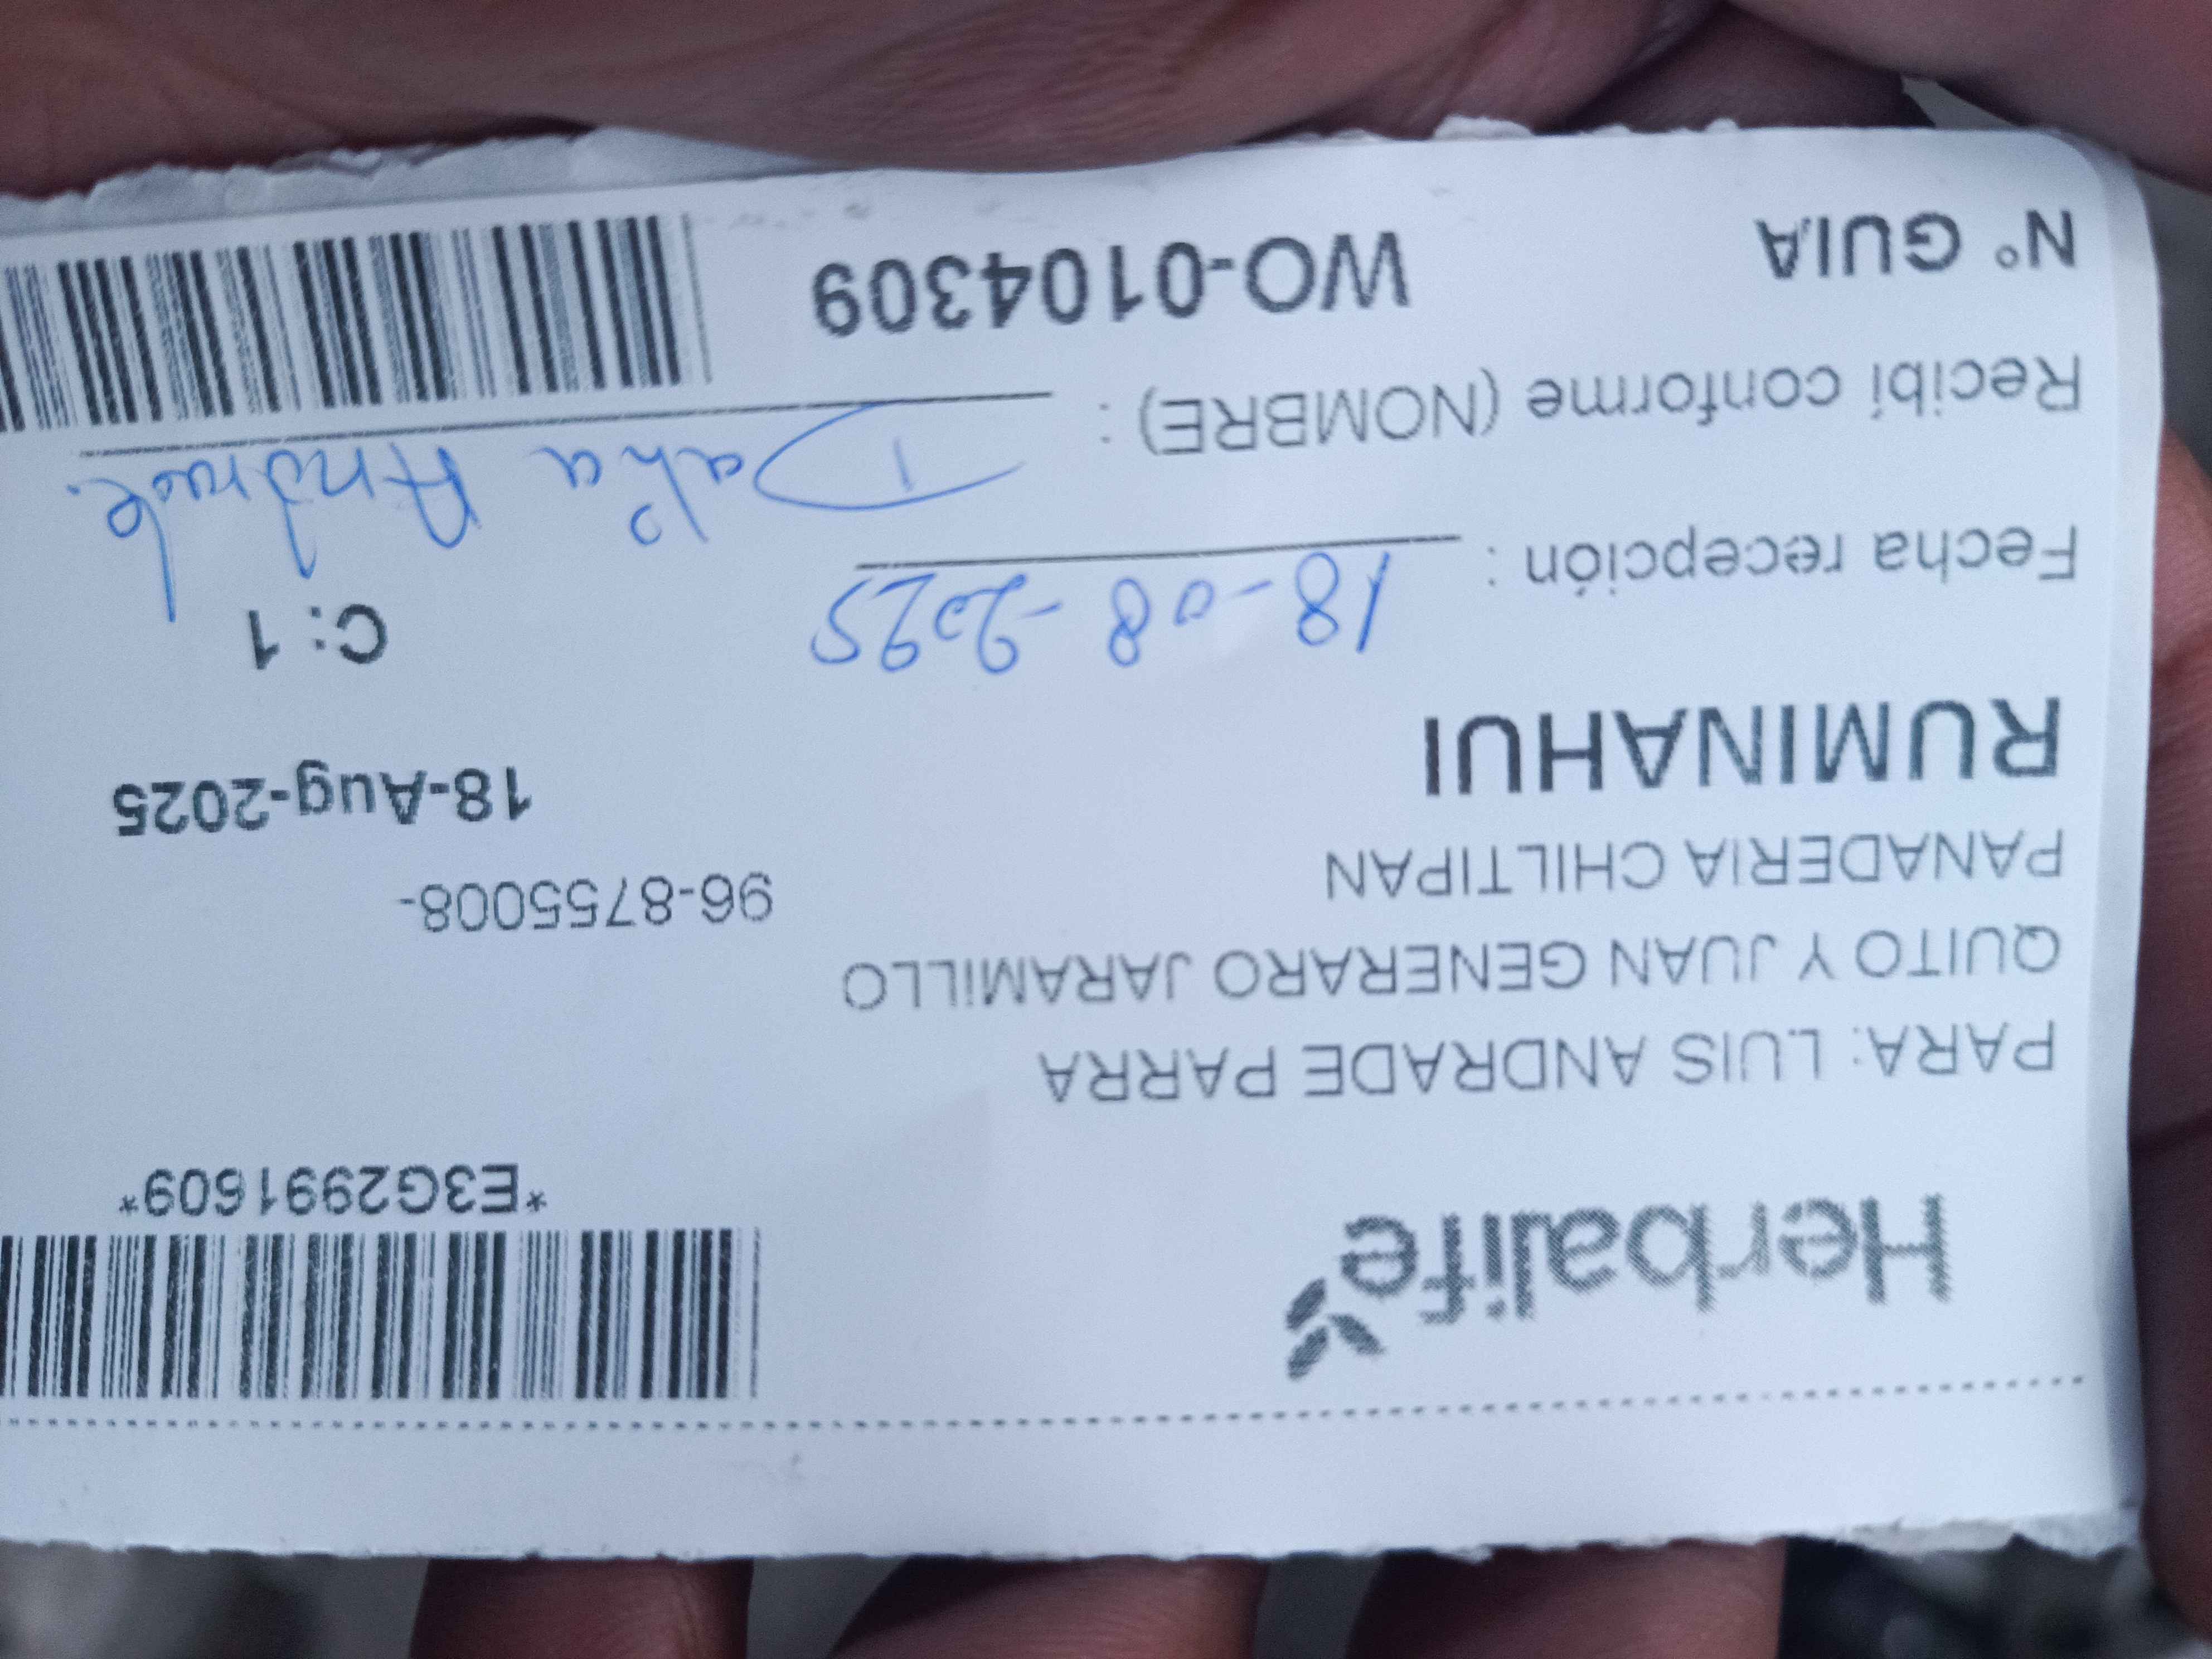 Herbalife
*E3G2991609*
PARA: LUIS ANDRADE PARRA
QUITO Y JUAN GENERARO JARAMILLO
PANADERIA CHILTIPAN
96-8755008-
RUMINAHUI
18-Aug-2025
Fecha recepción : 18-08-2025
C: 1
Recibí conforme (NOMBRE) : Dalia Andrade.
N° GUIA WO-0104309